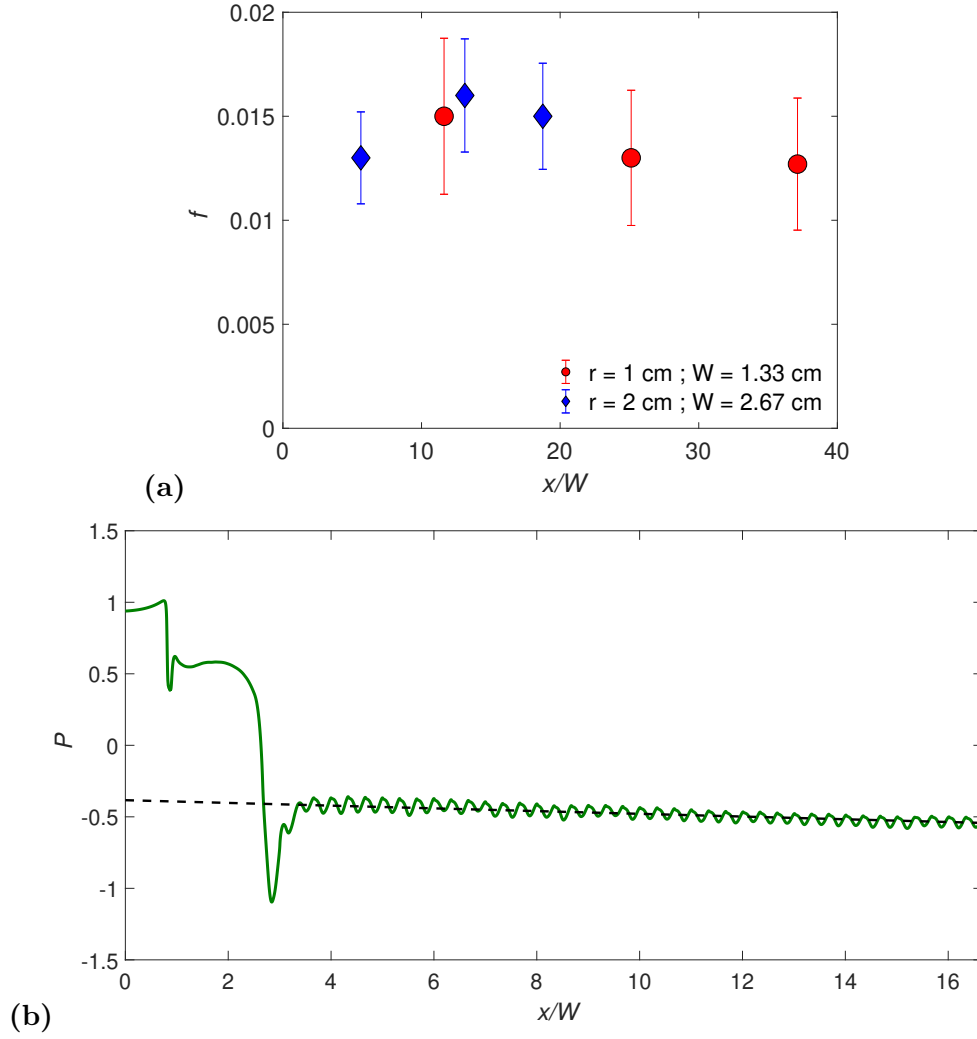 0.02
0.015
0.01
0.005
0
f
0 10 20 30 40
x/W
r = 1 cm ; W = 1.33 cm
r = 2 cm ; W = 2.67 cm
(a)
1.5
1
0.5
0
-0.5
-1
-1.5
P
0 2 4 6 8 10 12 14 16
x/W
(b)